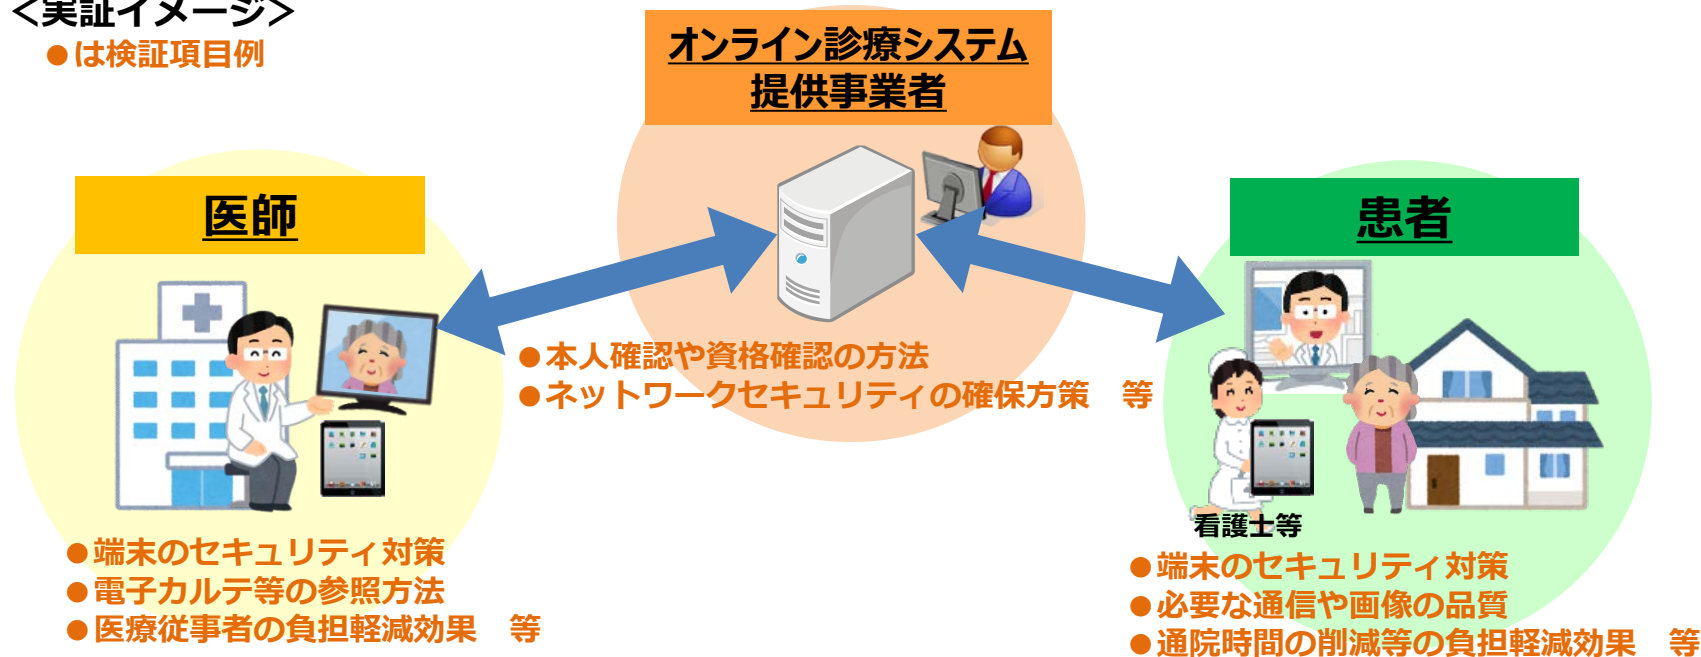 ＜実証イメージ＞
●は検証項目例
オンライン診療システム
提供事業者
医師
患者
●本人確認や資格確認の方法
●ネットワークセキュリティの確保方策　等
看護士等
●端末のセキュリティ対策
●電子カルテ等の参照方法
●医療従事者の負担軽減効果　等
●端末のセキュリティ対策
●必要な通信や画像の品質
●通院時間の削減等の負担軽減効果　等